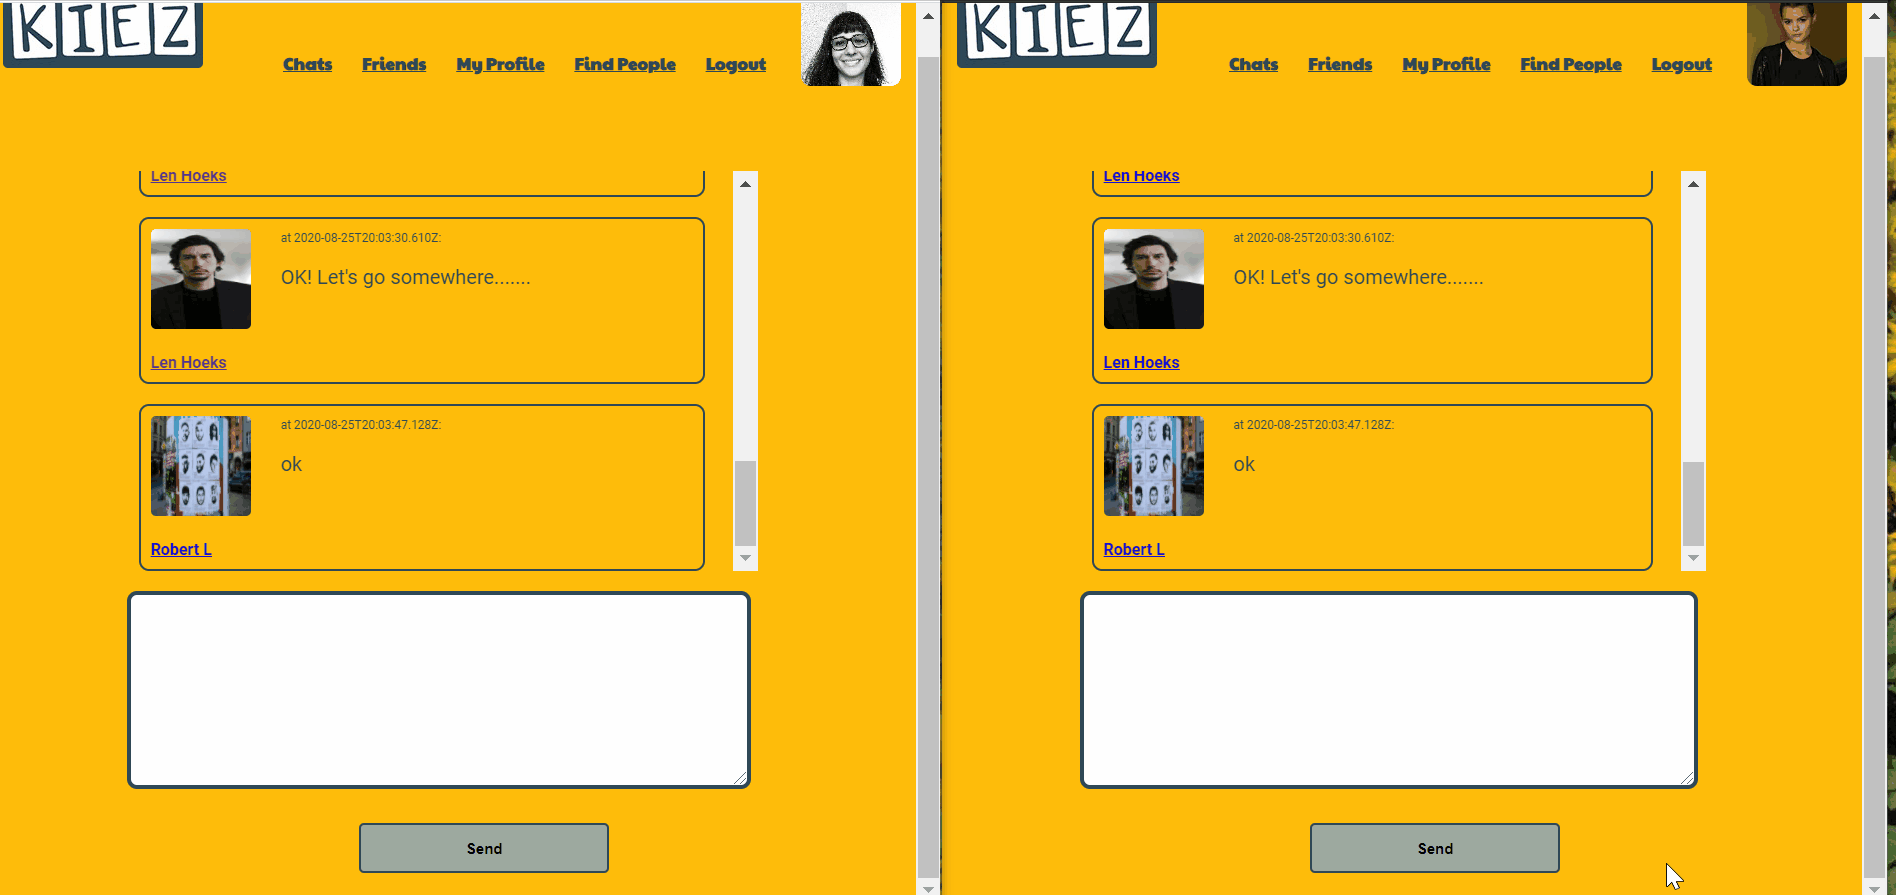 KIEZ
Chats Friends My Profile Find People Logout
Len Hoeks
at 2020-08-25T20:03:30.610Z:
OK! Let's go somewhere.......
Len Hoeks
at 2020-08-25T20:03:47.128Z:
ok
Robert L
Send
KIEZ
Chats Friends My Profile Find People Logout
Len Hoeks
at 2020-08-25T20:03:30.610Z:
OK! Let's go somewhere.......
Len Hoeks
at 2020-08-25T20:03:47.128Z:
ok
Robert L
Send